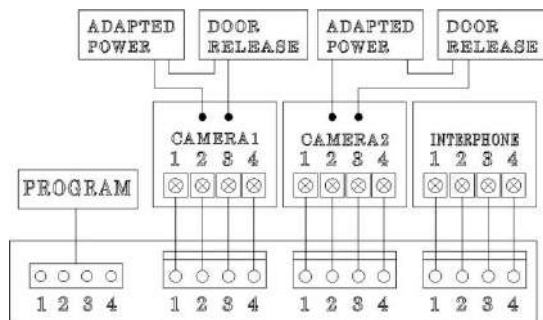 ADAPTED POWER
DOOR RELEASE
ADAPTED POWER
DOOR RELEASE
CAMERA1
1 2 3 4
CAMERA2
1 2 3 4
INTERPHONE
1 2 3 4
PROGRAM
1 2 3 4
1 2 3 4
1 2 3 4
1 2 3 4